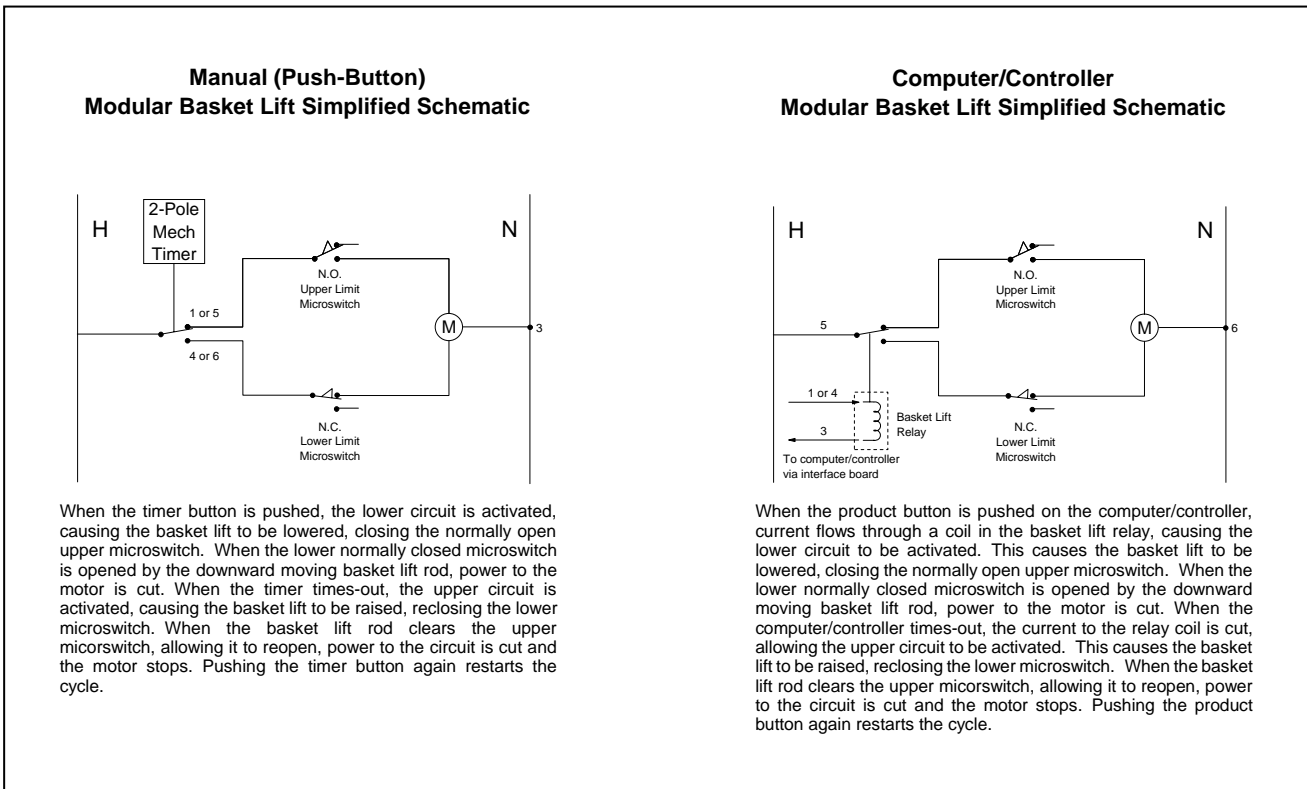 Manual (Push-Button)
Modular Basket Lift Simplified Schematic
H
2-Pole
Mech
Timer
N
N.O.
Upper Limit
Microswitch
1 or 5
M
3
4 or 6
N.C.
Lower Limit
Microswitch
When the timer button is pushed, the lower circuit is activated,
causing the basket lift to be lowered, closing the normally open
upper microswitch. When the lower normally closed microswitch
is opened by the downward moving basket lift rod, power to the
motor is cut. When the timer times-out, the upper circuit is
activated, causing the basket lift to be raised, reclosing the lower
microswitch. When the basket lift rod clears the upper
micorswitch, allowing it to reopen, power to the circuit is cut and
the motor stops. Pushing the timer button again restarts the
cycle.
Computer/Controller
Modular Basket Lift Simplified Schematic
H
N
N.O.
Upper Limit
Microswitch
5
M
6
1 or 4
Basket Lift
Relay
3
N.C.
Lower Limit
Microswitch
To computer/controller
via interface board
When the product button is pushed on the computer/controller,
current flows through a coil in the basket lift relay, causing the
lower circuit to be activated. This causes the basket lift to be
lowered, closing the normally open upper microswitch. When the
lower normally closed microswitch is opened by the downward
moving basket lift rod, power to the motor is cut. When the
computer/controller times-out, the current to the relay coil is cut,
allowing the upper circuit to be activated. This causes the basket
lift to be raised, reclosing the lower microswitch. When the basket
lift rod clears the upper micorswitch, allowing it to reopen, power
to the circuit is cut and the motor stops. Pushing the product
button again restarts the cycle.